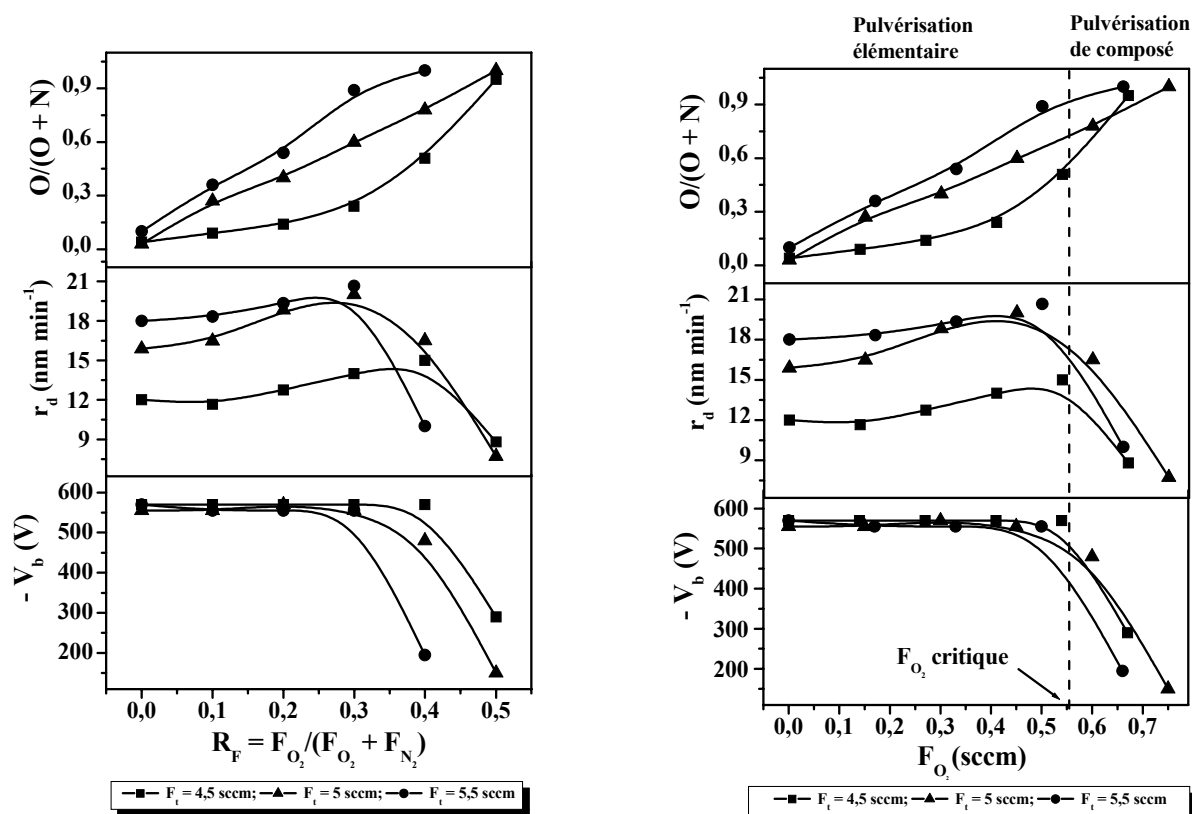 0,9
0,6
0,3
0,0
O/(O + N)
21
18
15
12
9
r_d (nm min⁻¹)
600
450
300
200
- V_b (V)
0,0 0,1 0,2 0,3 0,4 0,5
R_F = F_O₂/(F_O₂ + F_N₂)
F_t = 4,5 sccm; F_t = 5 sccm; F_t = 5,5 sccm
Pulvérisation
élémentaire
Pulvérisation
de composé
0,9
0,6
0,3
0,0
O/(O + N)
21
18
15
12
9
r_d (nm min⁻¹)
600
500
400
300
200
- V_b (V)
F_O₂ critique
0,0 0,1 0,2 0,3 0,4 0,5 0,6 0,7
F_O₂ (sccm)
F_t = 4,5 sccm; F_t = 5 sccm; F_t = 5,5 sccm